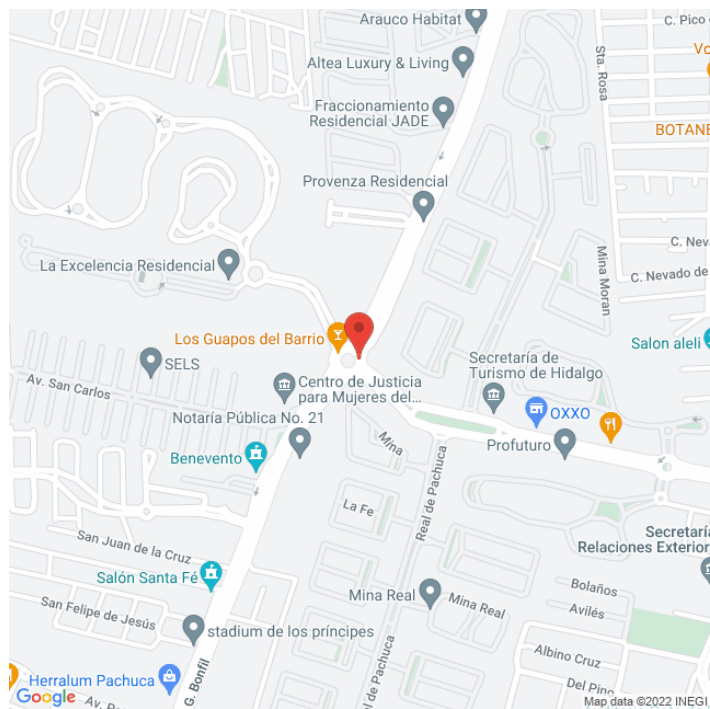 Arauco Habitat
C. Pico
Altea Luxury & Living
Sta. Rosa
Fraccionamiento
Residencial JADE
BOTANE
Provenza Residencial
C. Neva
Mina Moran
C. Nevado de
La Excelencia Residencial
Los Guapos del Barrio
Salon aleli
SELS
Secretaría de
Turismo de Hidalgo
Av. San Carlos
Centro de Justicia
para Mujeres del...
OXXO
Notaría Pública No. 21
Mina
Profuturo
Benevento
Real de Pachuca
La Fe
San Juan de la Cruz
Secretaría
Relaciones Exterior
Salón Santa Fé
Bolaños
Mina Real
Mina Real
Avilés
San Felipe de Jesús
stadium de los príncipes
Albino Cruz
Herralum Pachuca
G. Bonfil
l de Pachuca
Del Pino
Google
Av. Po
Map data ©2022 INEGI